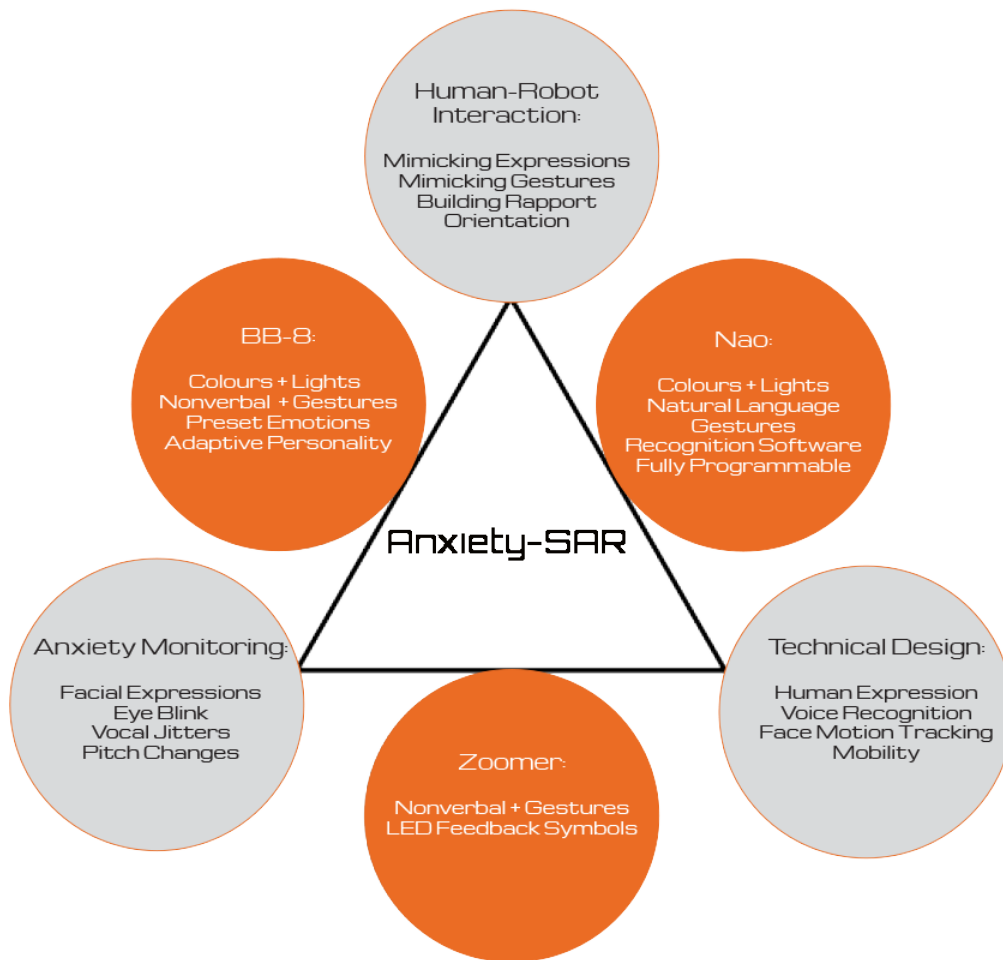 Human-Robot
Interaction:
Mimicking Expressions
Mimicking Gestures
Building Rapport
Orientation
BB-8:
Colours + Lights
Nonverbal + Gestures
Preset Emotions
Adaptive Personality
Nao:
Colours + Lights
Natural Language
Gestures
Recognition Software
Fully Programmable
Anxiety-SAR
Anxiety Monitoring:
Facial Expressions
Eye Blink
Vocal Jitters
Pitch Changes
Technical Design:
Human Expression
Voice Recognition
Face Motion Tracking
Mobility
Zoomer:
Nonverbal + Gestures
LED Feedback Symbols